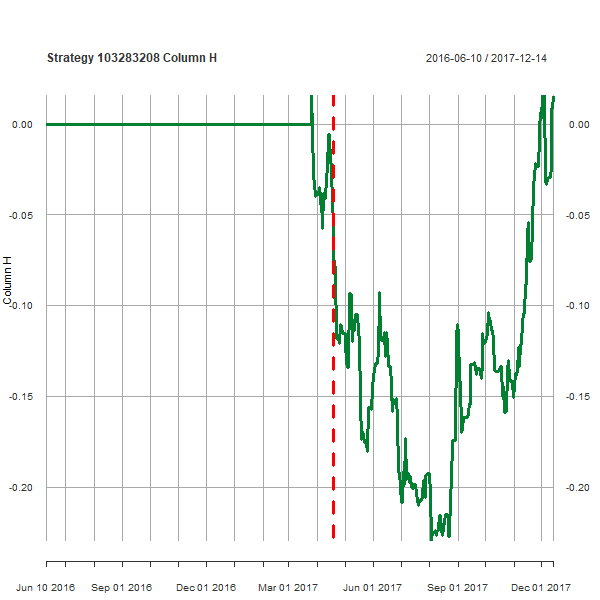 Strategy 103283208 Column H
2016-06-10 / 2017-12-14
0.00 0.00
-0.05 -0.05
-0.10 -0.10
-0.15 -0.15
-0.20 -0.20
Column H
Jun 10 2016 Sep 01 2016 Dec 01 2016 Mar 01 2017 Jun 01 2017 Sep 01 2017 Dec 01 2017